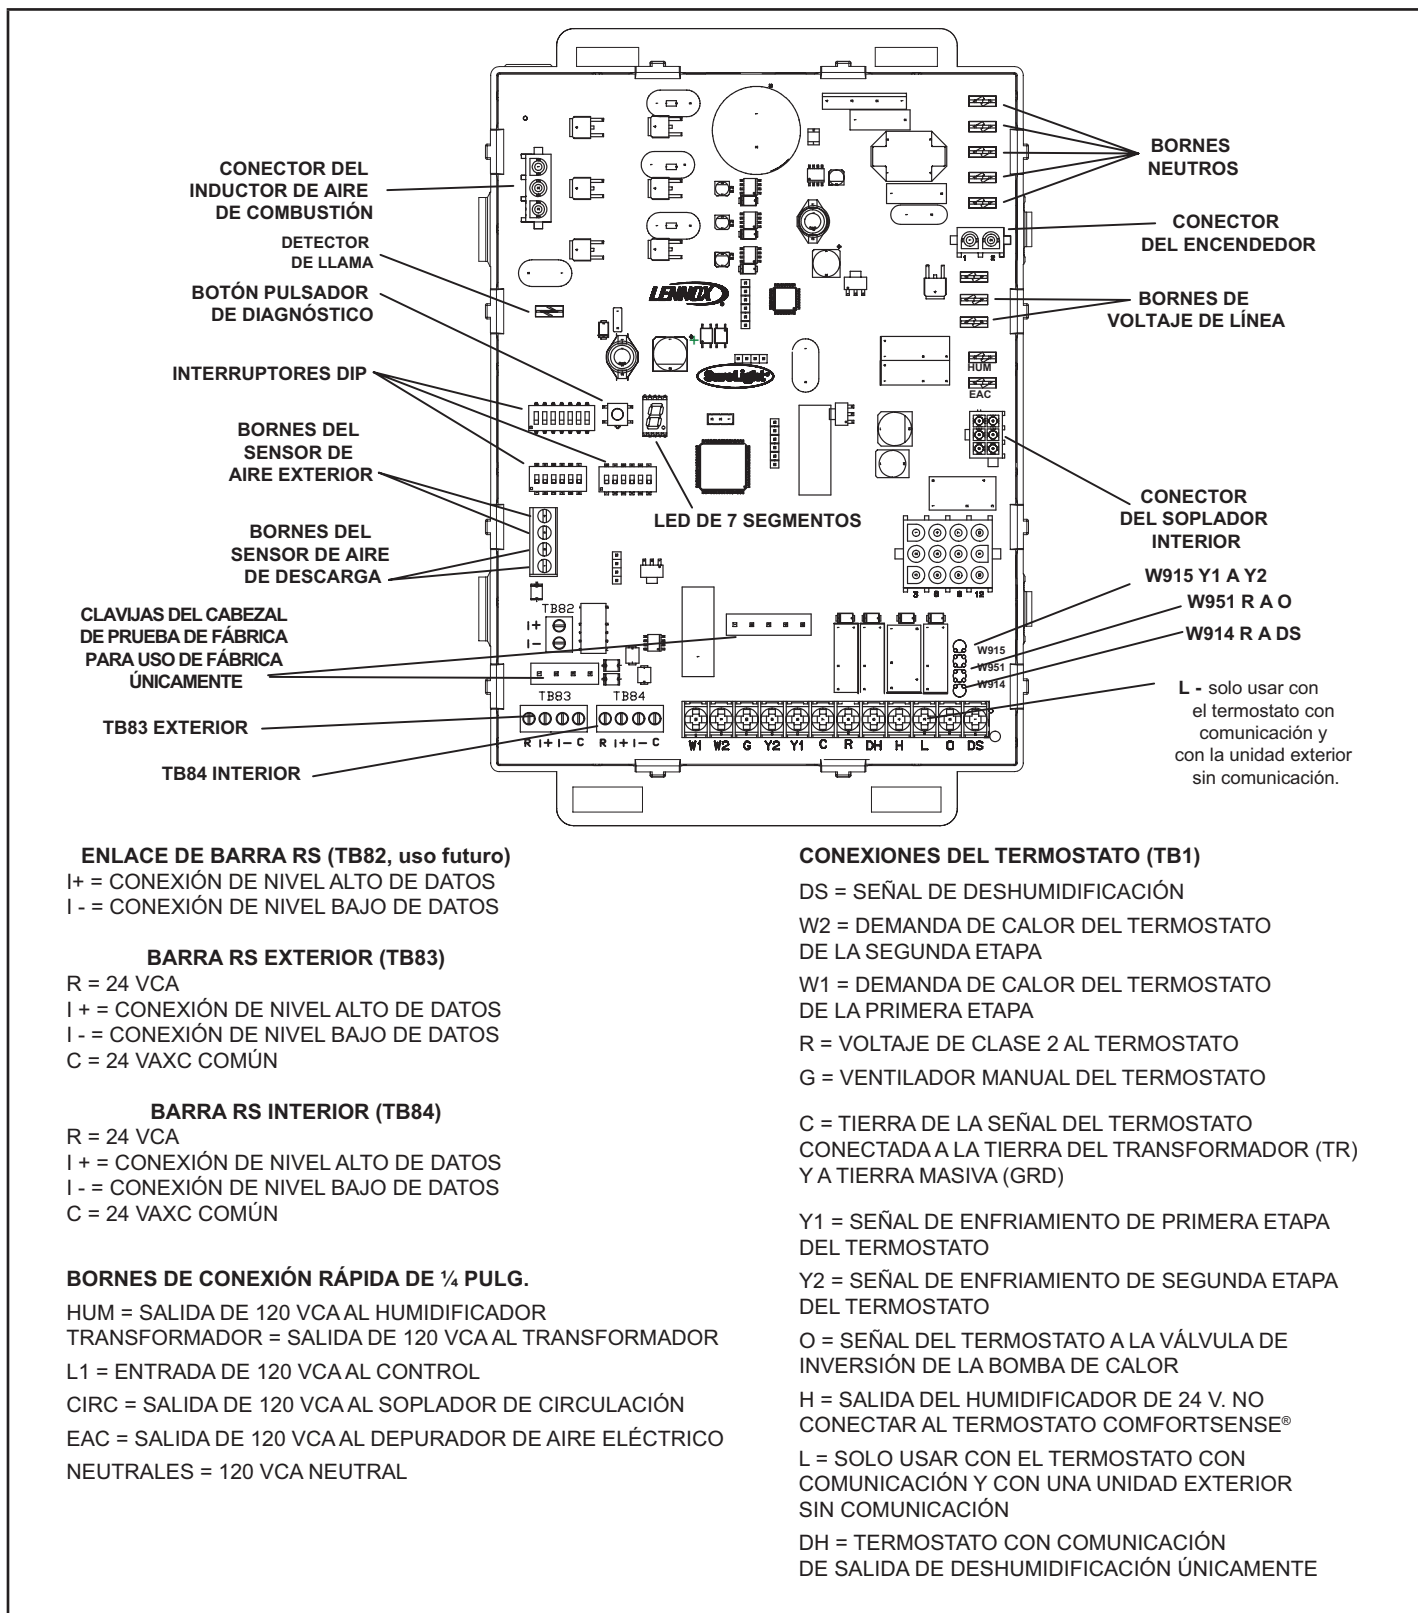 CONECTOR DEL
INDUCTOR DE AIRE
DE COMBUSTIÓN
DETECTOR
DE LLAMA
BOTÓN PULSADOR
DE DIAGNÓSTICO
INTERRUPTORES DIP
BORNES DEL
SENSOR DE
AIRE EXTERIOR
BORNES DEL
SENSOR DE AIRE
DE DESCARGA
CLAVIJAS DEL CABEZAL
DE PRUEBA DE FÁBRICA
PARA USO DE FÁBRICA
ÚNICAMENTE
TB83 EXTERIOR
TB84 INTERIOR
LENNOX
SureLight®
LED DE 7 SEGMENTOS
TB82
I+
I-
TB83
TB84
R I+ I- C
R I+ I- C
W1 W2 G Y2 Y1 C R DH H L O DS
1 2
HUM
EAC
3 6 9 12
W915
W951
W914
BORNES
NEUTROS
CONECTOR
DEL ENCENDEDOR
BORNES DE
VOLTAJE DE LÍNEA
CONECTOR
DEL SOPLADOR
INTERIOR
W915 Y1 A Y2
W951 R A O
W914 R A DS
L - solo usar con
el termostato con
comunicación y
con la unidad exterior
sin comunicación.
ENLACE DE BARRA RS (TB82, uso futuro)
I+ = CONEXIÓN DE NIVEL ALTO DE DATOS
I - = CONEXIÓN DE NIVEL BAJO DE DATOS
BARRA RS EXTERIOR (TB83)
R = 24 VCA
I + = CONEXIÓN DE NIVEL ALTO DE DATOS
I - = CONEXIÓN DE NIVEL BAJO DE DATOS
C = 24 VAXC COMÚN
BARRA RS INTERIOR (TB84)
R = 24 VCA
I + = CONEXIÓN DE NIVEL ALTO DE DATOS
I - = CONEXIÓN DE NIVEL BAJO DE DATOS
C = 24 VAXC COMÚN
BORNES DE CONEXIÓN RÁPIDA DE ¼ PULG.
HUM = SALIDA DE 120 VCA AL HUMIDIFICADOR
TRANSFORMADOR = SALIDA DE 120 VCA AL TRANSFORMADOR
L1 = ENTRADA DE 120 VCA AL CONTROL
CIRC = SALIDA DE 120 VCA AL SOPLADOR DE CIRCULACIÓN
EAC = SALIDA DE 120 VCA AL DEPURADOR DE AIRE ELÉCTRICO
NEUTRALES = 120 VCA NEUTRAL
CONEXIONES DEL TERMOSTATO (TB1)
DS = SEÑAL DE DESHUMIDIFICACIÓN
W2 = DEMANDA DE CALOR DEL TERMOSTATO
DE LA SEGUNDA ETAPA
W1 = DEMANDA DE CALOR DEL TERMOSTATO
DE LA PRIMERA ETAPA
R = VOLTAJE DE CLASE 2 AL TERMOSTATO
G = VENTILADOR MANUAL DEL TERMOSTATO
C = TIERRA DE LA SEÑAL DEL TERMOSTATO
CONECTADA A LA TIERRA DEL TRANSFORMADOR (TR)
Y A TIERRA MASIVA (GRD)
Y1 = SEÑAL DE ENFRIAMIENTO DE PRIMERA ETAPA
DEL TERMOSTATO
Y2 = SEÑAL DE ENFRIAMIENTO DE SEGUNDA ETAPA
DEL TERMOSTATO
O = SEÑAL DEL TERMOSTATO A LA VÁLVULA DE
INVERSIÓN DE LA BOMBA DE CALOR
H = SALIDA DEL HUMIDIFICADOR DE 24 V. NO
CONECTAR AL TERMOSTATO COMFORTSENSE®
L = SOLO USAR CON EL TERMOSTATO CON
COMUNICACIÓN Y CON UNA UNIDAD EXTERIOR
SIN COMUNICACIÓN
DH = TERMOSTATO CON COMUNICACIÓN
DE SALIDA DE DESHUMIDIFICACIÓN ÚNICAMENTE